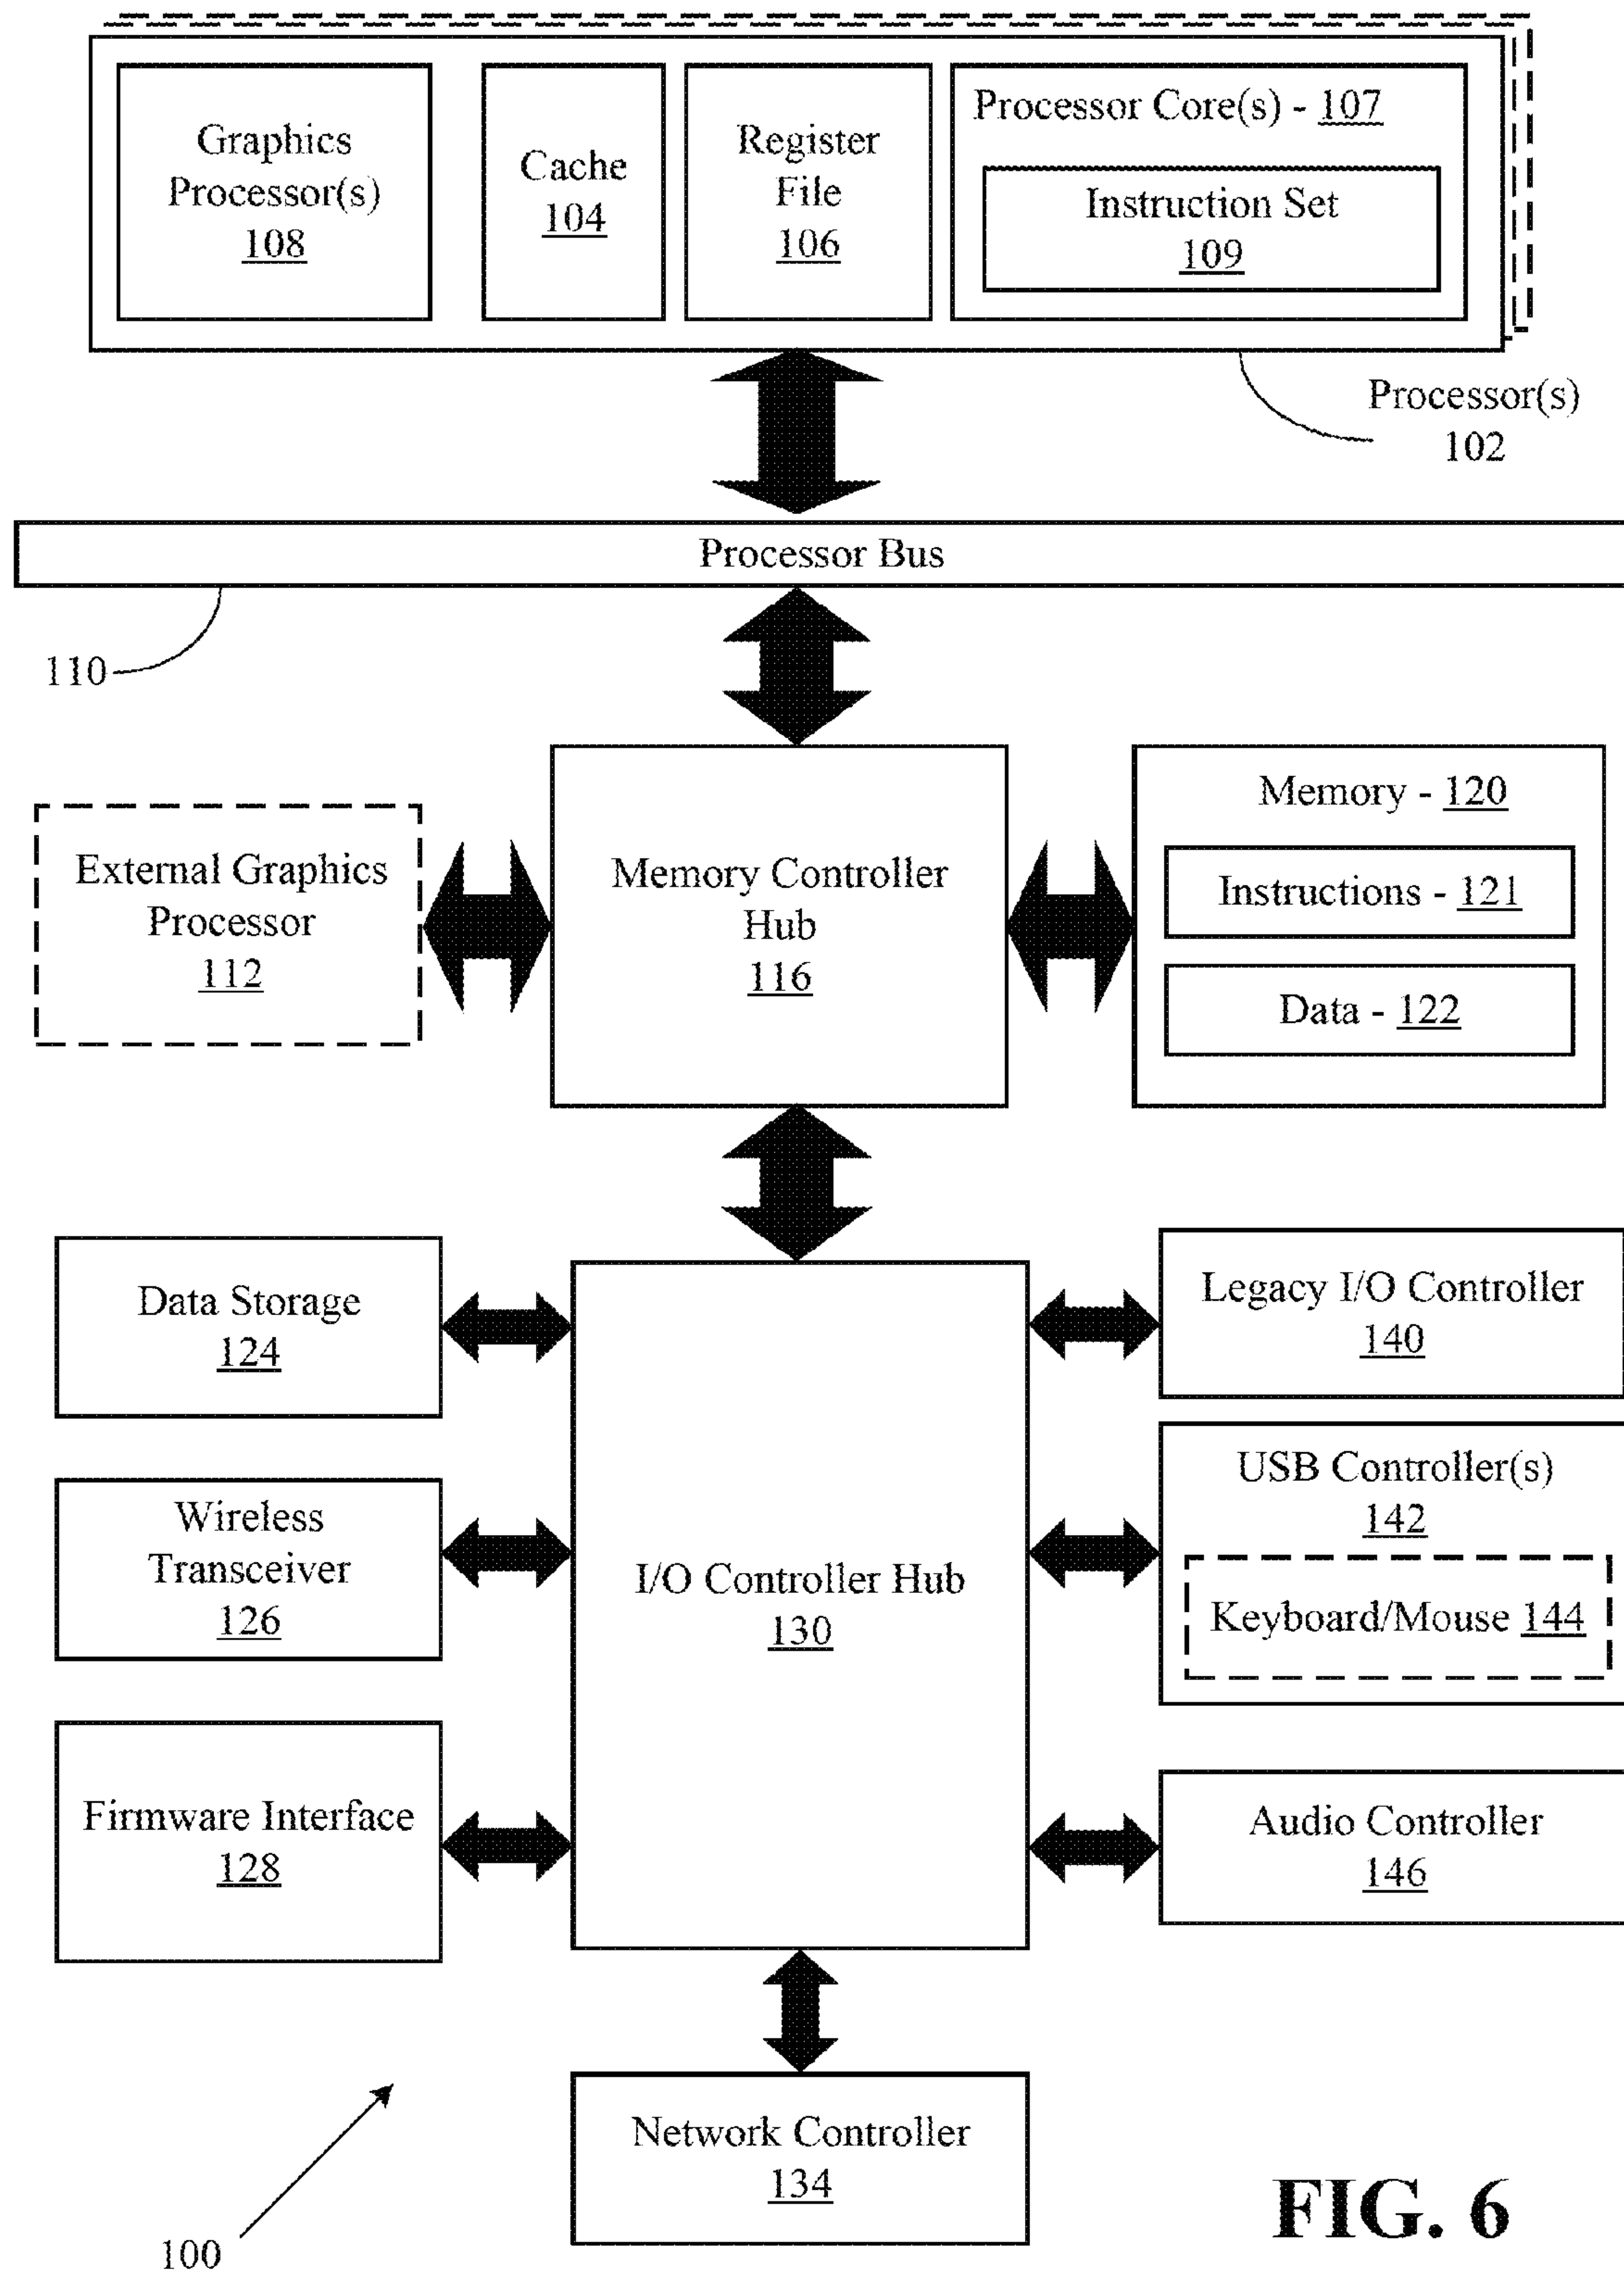 Graphics
Processor(s)
108
Cache
104
Register
File
106
Processor Core(s) - 107
Instruction Set
109
Processor(s)
102
Processor Bus
110
External Graphics
Processor
112
Memory Controller
Hub
116
Memory - 120
Instructions - 121
Data - 122
Data Storage
124
Wireless
Transceiver
126
Firmware Interface
128
I/O Controller Hub
130
Legacy I/O Controller
140
USB Controller(s)
142
Keyboard/Mouse 144
Audio Controller
146
Network Controller
134
100
FIG. 6